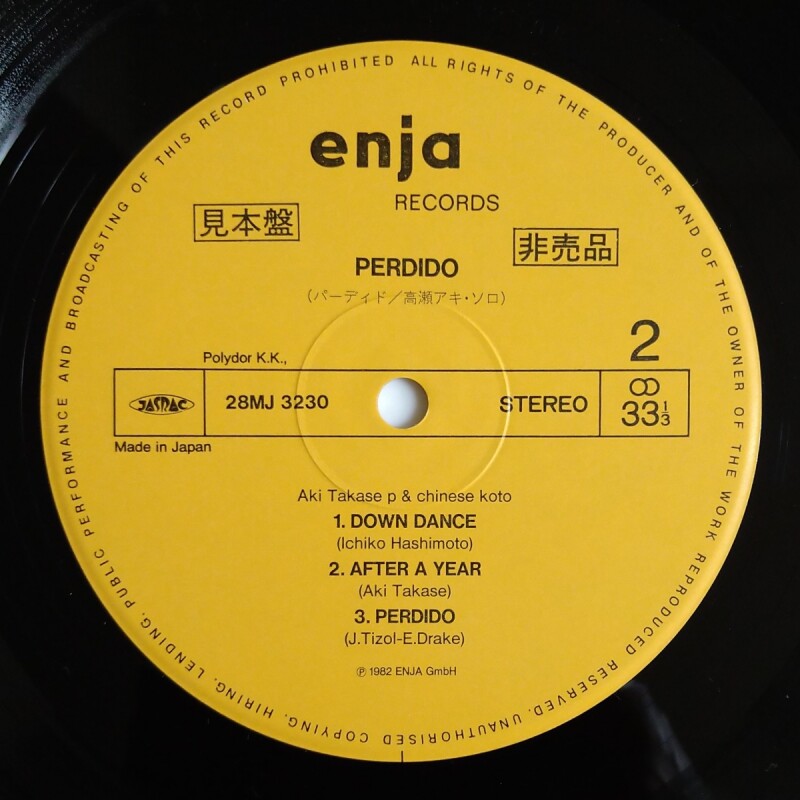 ALL RIGHTS OF THE PRODUCER AND OF THE OWNER OF THE WORK REPRODUCED RESERVED. UNAUTHORISED COPYING, HIRING, LENDING, PUBLIC PERFORMANCE AND BROADCASTING OF THIS RECORD PROHIBITED
enja
RECORDS
見本盤
非売品
PERDIDO
(パーディド/高瀬アキ・ソロ)
2
Polydor K.K.,
JASRAC
28MJ 3230
STEREO
33 1/3
Made in Japan
Aki Takase p & chinese koto
1. DOWN DANCE
(Ichiko Hashimoto)
2. AFTER A YEAR
(Aki Takase)
3. PERDIDO
(J.Tizol-E.Drake)
℗ 1982 ENJA GmbH